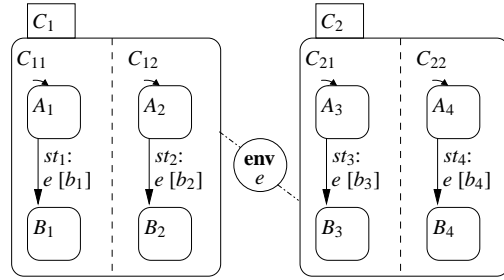 C₁
C₂
C₁₁ C₁₂ C₂₁ C₂₂
A₁ A₂ A₃ A₄
st₁: st₂: env st₃: st₄:
e [b₁] e [b₂] e e [b₃] e [b₄]
B₁ B₂ B₃ B₄